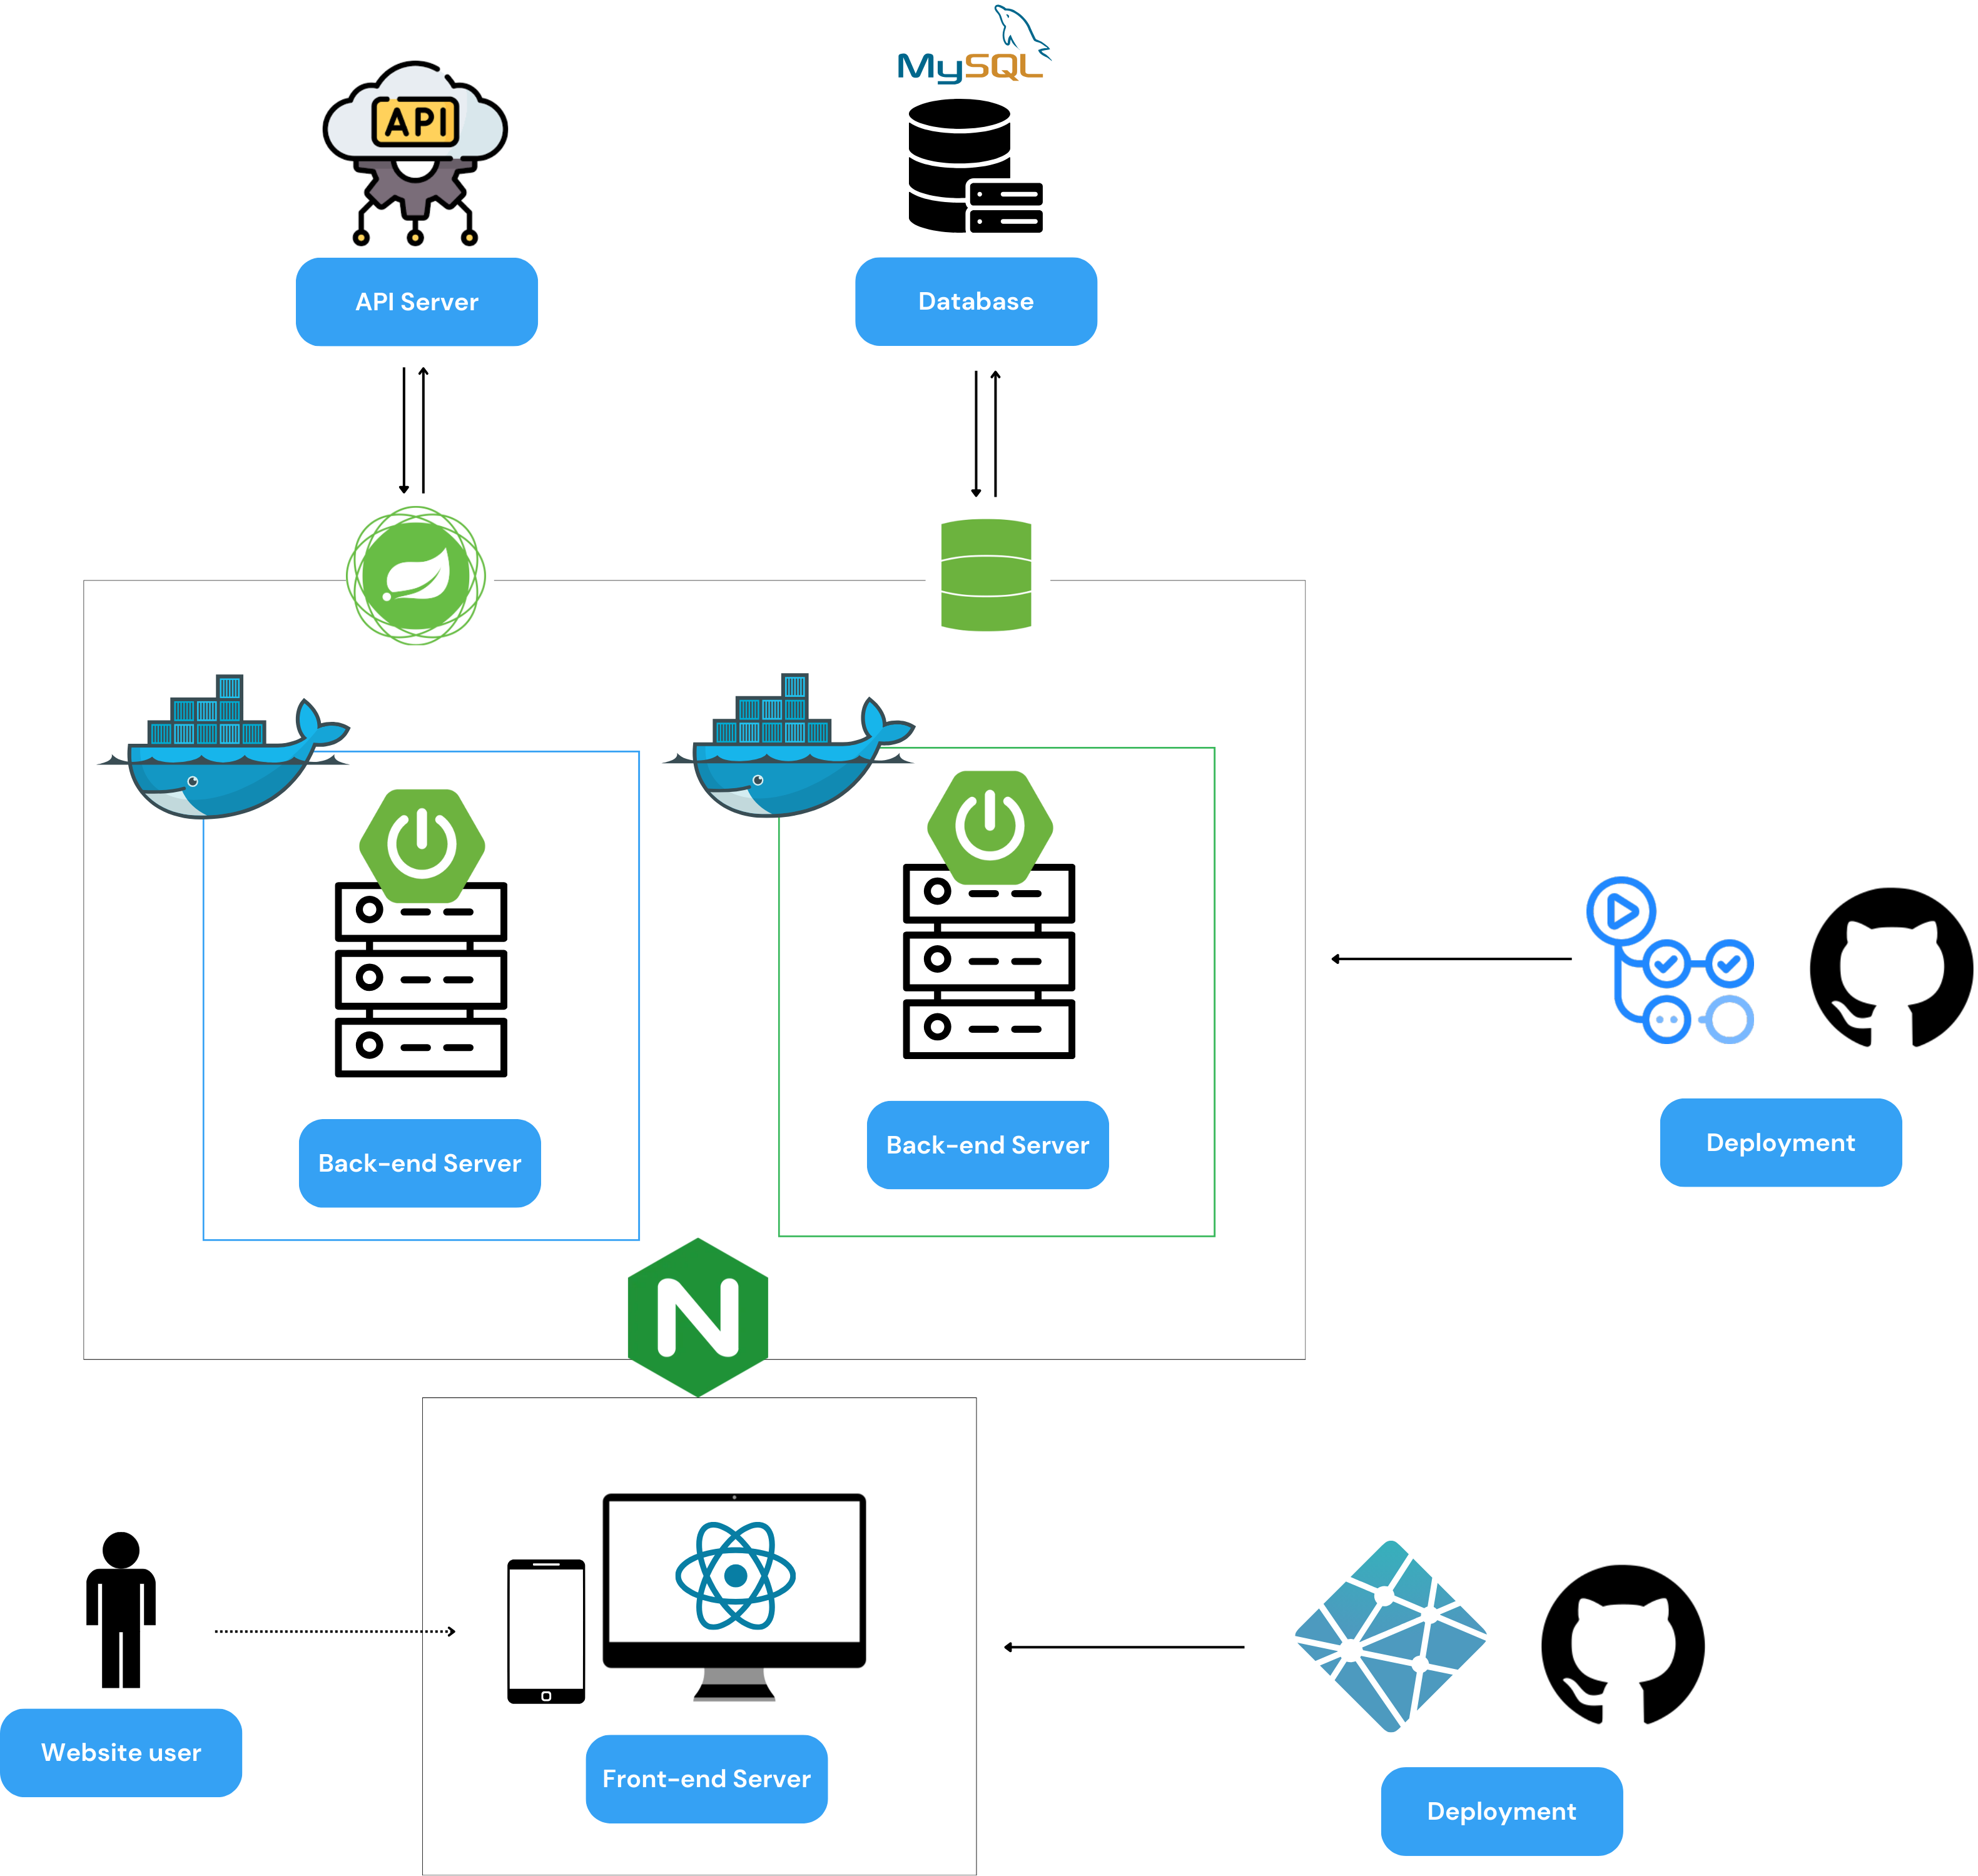 MySQL
API
API Server
Database
Back-end Server
Back-end Server
Deployment
N
Website user
Front-end Server
Deployment